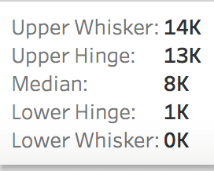 Upper Whisker: 14K
Upper Hinge: 13K
Median: 8K
Lower Hinge: 1K
Lower Whisker: 0K